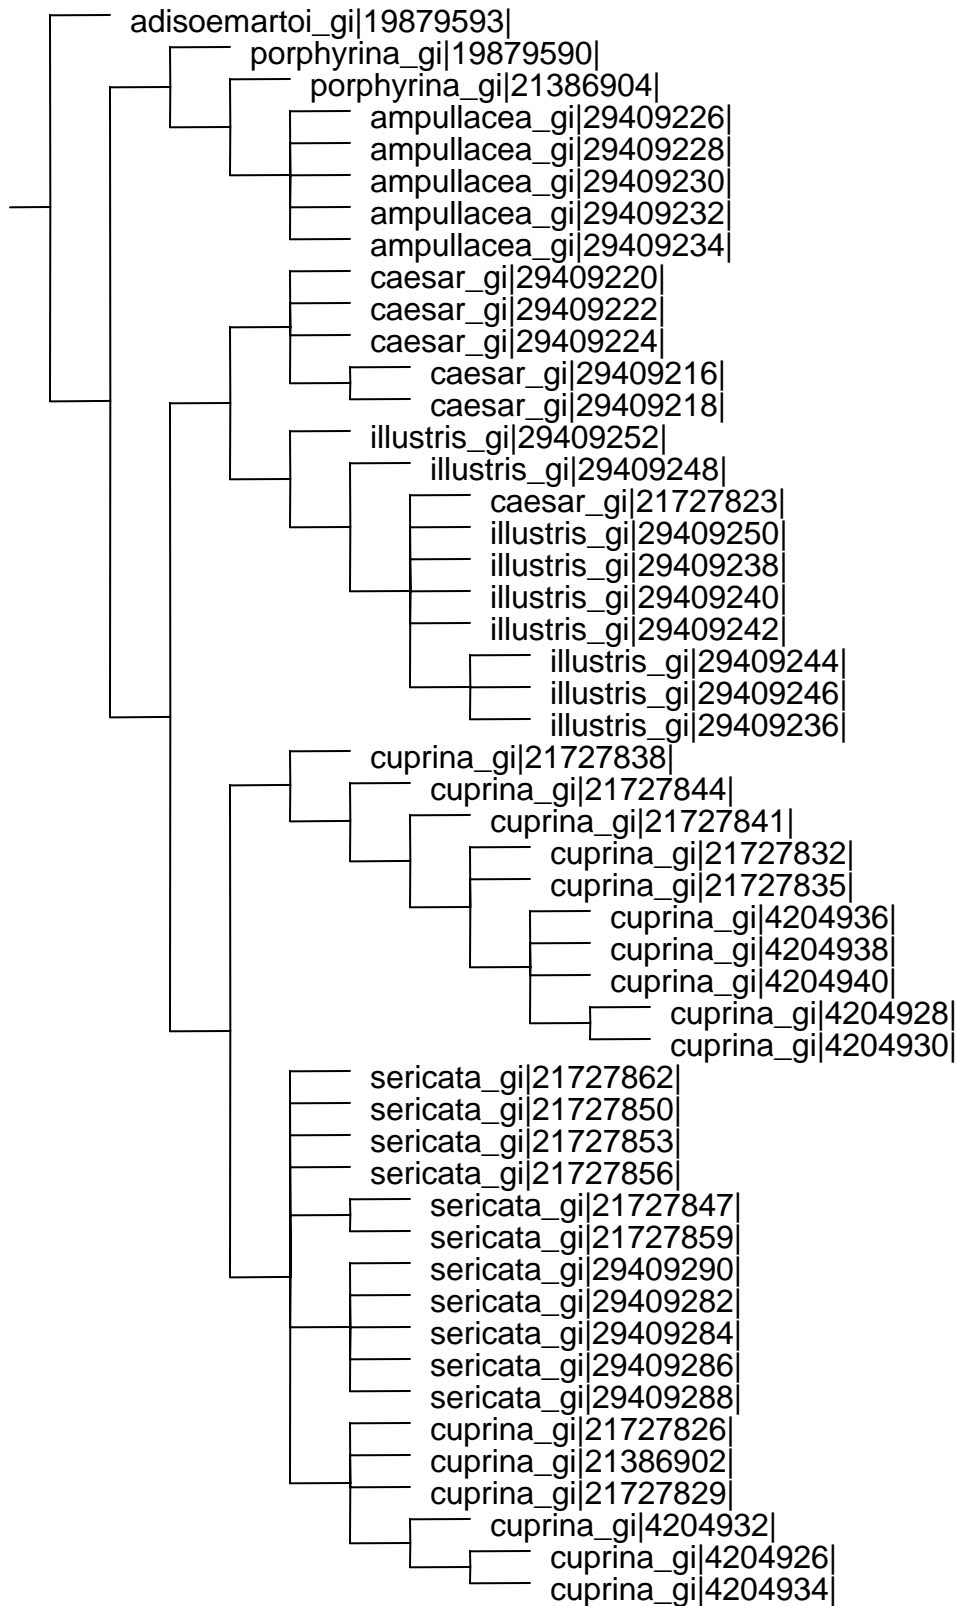 adisoemartoi_gi|19879593|
porphyrina_gi|19879590|
porphyrina_gi|21386904|
ampullacea_gi|29409226|
ampullacea_gi|29409228|
ampullacea_gi|29409230|
ampullacea_gi|29409232|
ampullacea_gi|29409234|
caesar_gi|29409220|
caesar_gi|29409222|
caesar_gi|29409224|
caesar_gi|29409216|
caesar_gi|29409218|
illustris_gi|29409252|
illustris_gi|29409248|
caesar_gi|21727823|
illustris_gi|29409250|
illustris_gi|29409238|
illustris_gi|29409240|
illustris_gi|29409242|
illustris_gi|29409244|
illustris_gi|29409246|
illustris_gi|29409236|
cuprina_gi|21727838|
cuprina_gi|21727844|
cuprina_gi|21727841|
cuprina_gi|21727832|
cuprina_gi|21727835|
cuprina_gi|4204936|
cuprina_gi|4204938|
cuprina_gi|4204940|
cuprina_gi|4204928|
cuprina_gi|4204930|
sericata_gi|21727862|
sericata_gi|21727850|
sericata_gi|21727853|
sericata_gi|21727856|
sericata_gi|21727847|
sericata_gi|21727859|
sericata_gi|29409290|
sericata_gi|29409282|
sericata_gi|29409284|
sericata_gi|29409286|
sericata_gi|29409288|
cuprina_gi|21727826|
cuprina_gi|21386902|
cuprina_gi|21727829|
cuprina_gi|4204932|
cuprina_gi|4204926|
cuprina_gi|4204934|